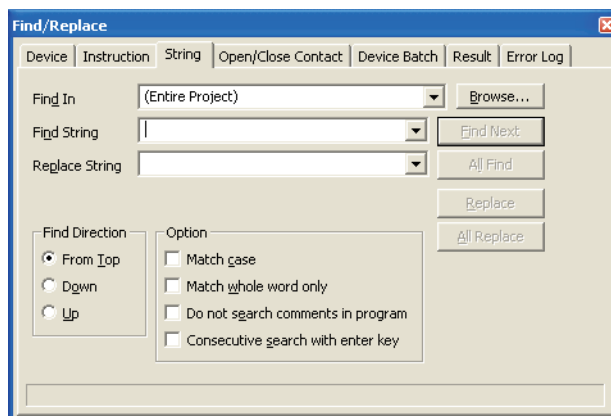 Find/Replace
Device Instruction String Open/Close Contact Device Batch Result Error Log
Find In (Entire Project) Browse...
Find String Find Next
Replace String All Find
Replace
All Replace
Find Direction Option
From Top Match case
Down Match whole word only
Up Do not search comments in program
Consecutive search with enter key